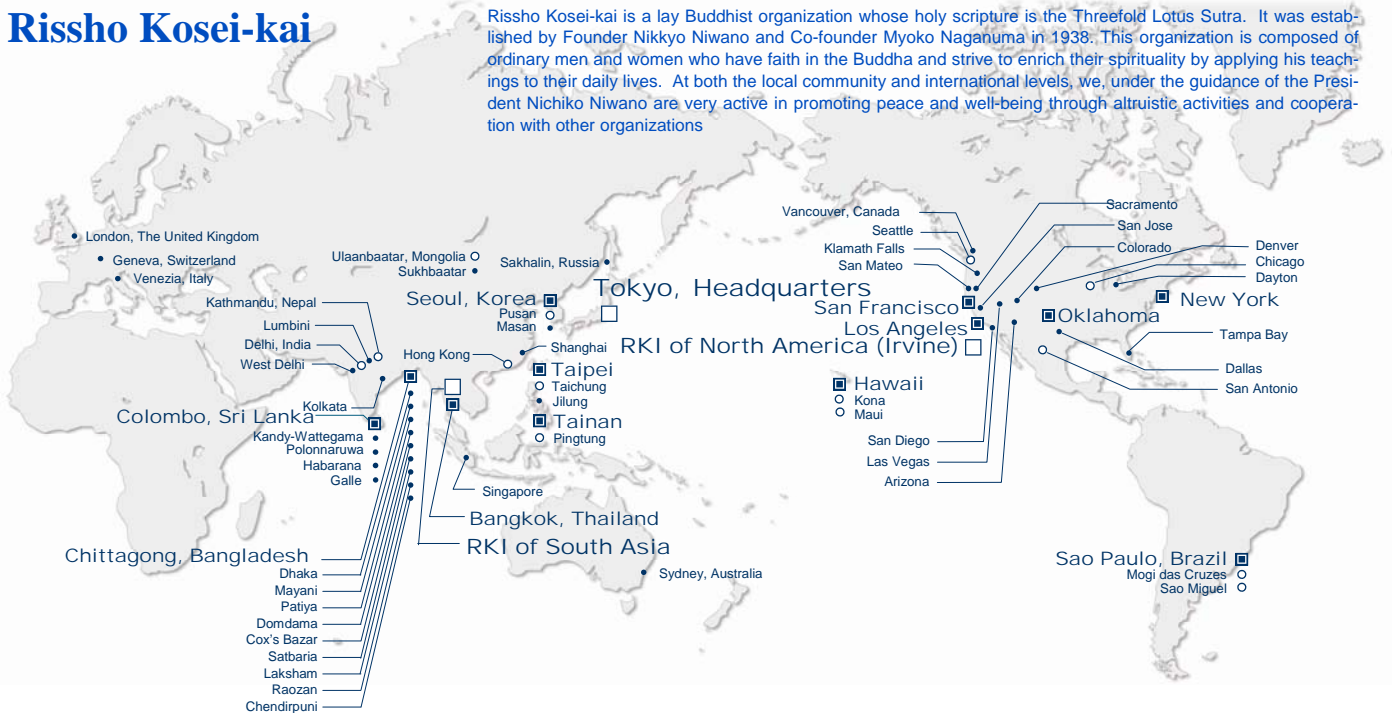 Rissho Kosei-kai
Rissho Kosei-kai is a lay Buddhist organization whose holy scripture is the Threefold Lotus Sutra. It was estab-
lished by Founder Nikkyo Niwano and Co-founder Myoko Naganuma in 1938. This organization is composed of
ordinary men and women who have faith in the Buddha and strive to enrich their spirituality by applying his teach-
ings to their daily lives. At both the local community and international levels, we, under the guidance of the Presi-
dent Nichiko Niwano are very active in promoting peace and well-being through altruistic activities and coopera-
tion with other organizations
London, The United Kingdom
Geneva, Switzerland
Venezia, Italy
Ulaanbaatar, Mongolia
Sukhbaatar
Sakhalin, Russia
Kathmandu, Nepal
Lumbini
Delhi, India
West Delhi
Kolkata
Seoul, Korea
Pusan
Masan
Tokyo, Headquarters
Hong Kong
Shanghai
RKI of North America (Irvine)
Taipei
Taichung
Jilung
Tainan
Pingtung
Colombo, Sri Lanka
Kandy-Wattegama
Polonnaruwa
Habarana
Galle
Singapore
Bangkok, Thailand
RKI of South Asia
Chittagong, Bangladesh
Dhaka
Mayani
Patiya
Domdama
Cox's Bazar
Satbaria
Laksham
Raozan
Chendirpuni
Sydney, Australia
Vancouver, Canada
Seattle
Klamath Falls
San Mateo
San Francisco
Los Angeles
Hawaii
Kona
Maui
San Diego
Las Vegas
Arizona
Sacramento
San Jose
Colorado
Denver
Chicago
Dayton
New York
Oklahoma
Tampa Bay
Dallas
San Antonio
Sao Paulo, Brazil
Mogi das Cruzes
Sao Miguel